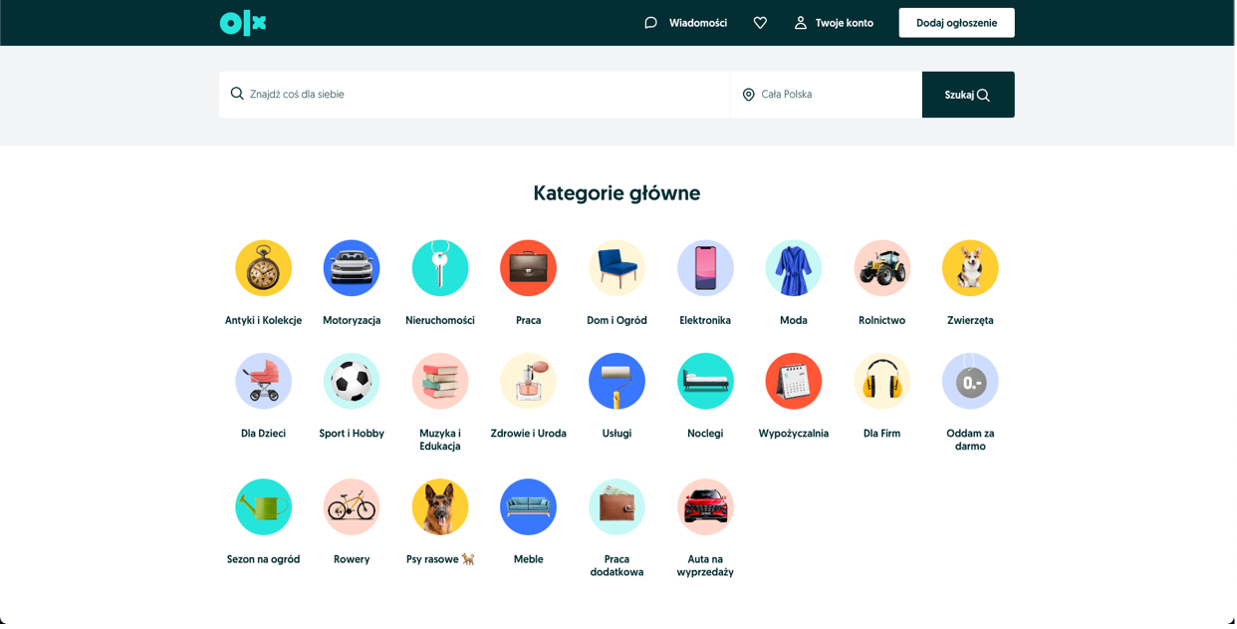 olx
Wiadomości
Twoje konto
Dodaj ogłoszenie
Znajdź coś dla siebie
Cała Polska
Szukaj
Kategorie główne
Antyki i Kolekcje
Motoryzacja
Nieruchomości
Praca
Dom i Ogród
Elektronika
Moda
Rolnictwo
Zwierzęta
0,-
Dla Dzieci
Sport i Hobby
Muzyka i
Edukacja
Zdrowie i Uroda
Usługi
Noclegi
Wypożyczalnia
Dla Firm
Oddam za
darmo
Sezon na ogród
Rowery
Psy rasowe 🐕
Meble
Praca
dodatkowa
Auta na
wyprzedaży